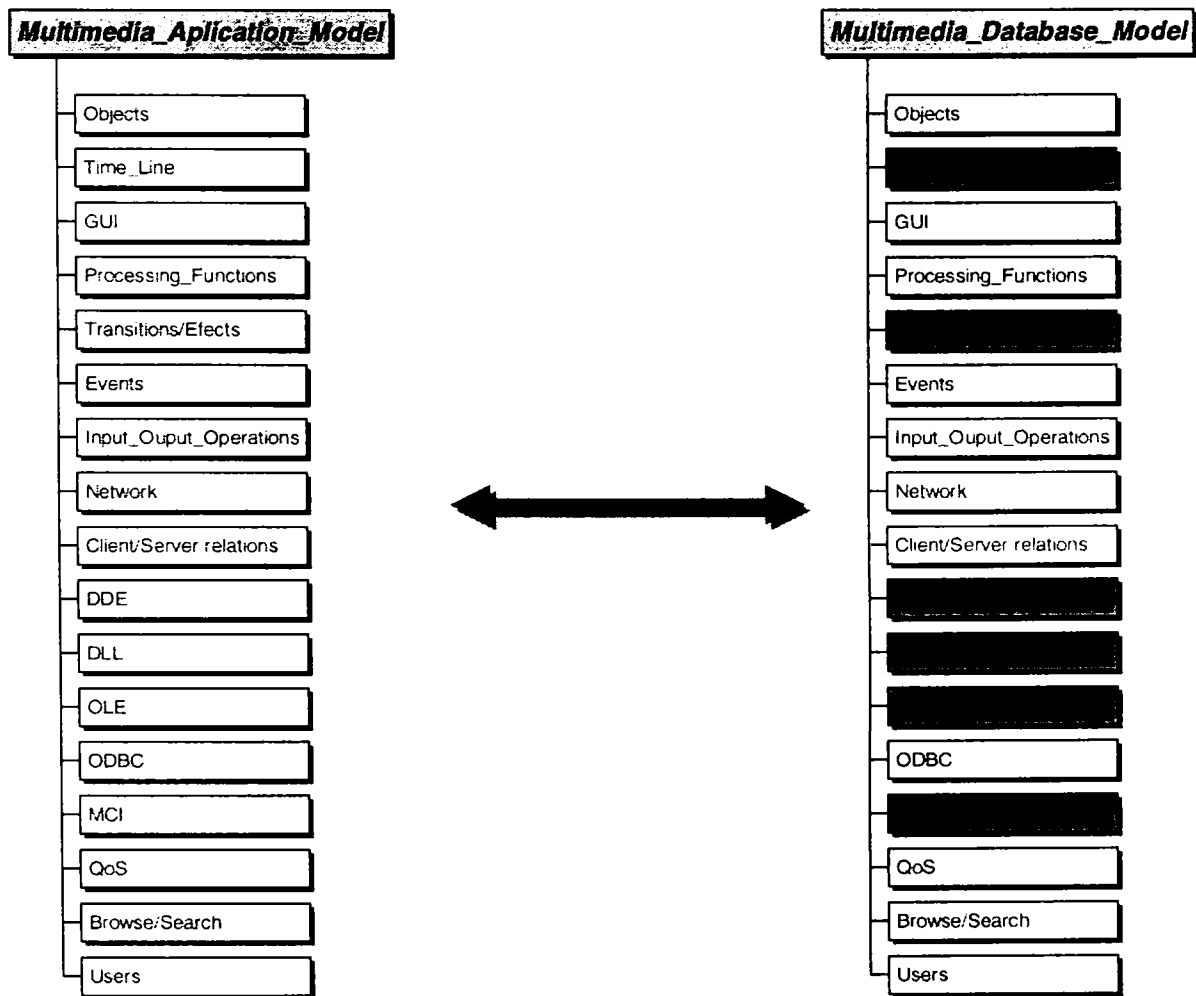 Multimedia_Aplication_Model
Objects
Time_Line
GUI
Processing_Functions
Transitions/Efects
Events
Input_Ouput_Operations
Network
Client/Server relations
DDE
DLL
OLE
ODBC
MCI
QoS
Browse/Search
Users
Multimedia_Database_Model
Objects
GUI
Processing_Functions
Events
Input_Ouput_Operations
Network
Client/Server relations
ODBC
QoS
Browse/Search
Users